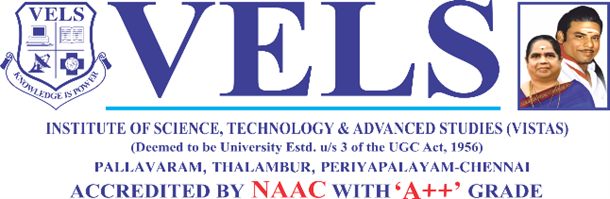 VELS
KNOWLEDGE IS POWER
VELS
INSTITUTE OF SCIENCE, TECHNOLOGY & ADVANCED STUDIES (VISTAS)
(Deemed to be University Estd. u/s 3 of the UGC Act, 1956)
PALLAVARAM, THALAMBUR, PERIYAPALAYAM-CHENNAI
ACCREDITED BY NAAC WITH ‘A++’ GRADE